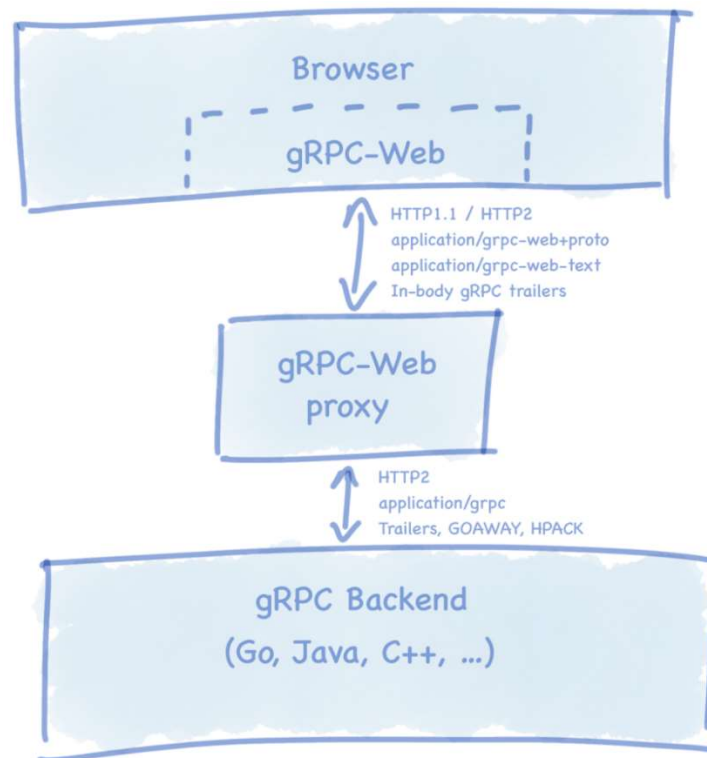 Browser
gRPC-Web
HTTP1.1 / HTTP2
application/grpc-web+proto
application/grpc-web-text
In-body gRPC trailers
gRPC-Web
proxy
HTTP2
application/grpc
Trailers, GOAWAY, HPACK
gRPC Backend
(Go, Java, C++, ...)